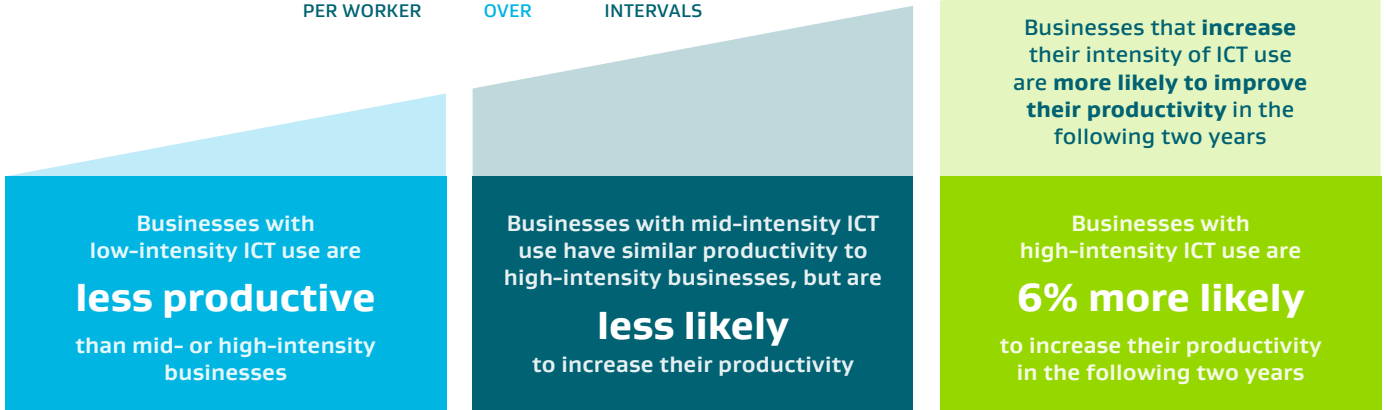 PER WORKER OVER INTERVALS
Businesses that increase
their intensity of ICT use
are more likely to improve
their productivity in the
following two years
Businesses with
low-intensity ICT use are
less productive
than mid- or high-intensity
businesses
Businesses with mid-intensity ICT
use have similar productivity to
high-intensity businesses, but are
less likely
to increase their productivity
Businesses with
high-intensity ICT use are
6% more likely
to increase their productivity
in the following two years